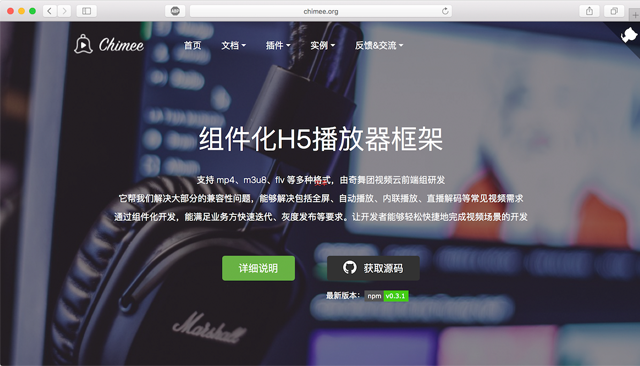 chimee.org
Chimee 首页 文档 插件 实例 反馈&交流
组件化H5播放器框架
支持 mp4、m3u8、flv 等多种格式，由奇舞团视频云前端组研发
它帮我们解决大部分的兼容性问题，能够解决包括全屏、自动播放、内联播放、直播解码等常见视频需求
通过组件化开发，能满足业务方快速迭代、灰度发布等要求。让开发者能够轻松快捷地完成视频场景的开发
详细说明 获取源码
最新版本： npm v0.3.1
Marshall